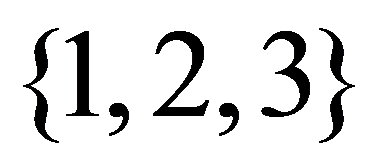 {1, 2, 3}